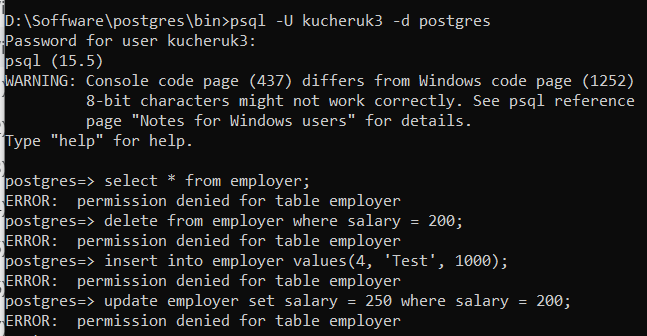 D:\Soffware\postgres\bin>psql -U kucheruk3 -d postgres
Password for user kucheruk3:
psql (15.5)
WARNING: Console code page (437) differs from Windows code page (1252)
8-bit characters might not work correctly. See psql reference
page "Notes for Windows users" for details.
Type "help" for help.
postgres=> select * from employer;
ERROR:  permission denied for table employer
postgres=> delete from employer where salary = 200;
ERROR:  permission denied for table employer
postgres=> insert into employer values(4, 'Test', 1000);
ERROR:  permission denied for table employer
postgres=> update employer set salary = 250 where salary = 200;
ERROR:  permission denied for table employer